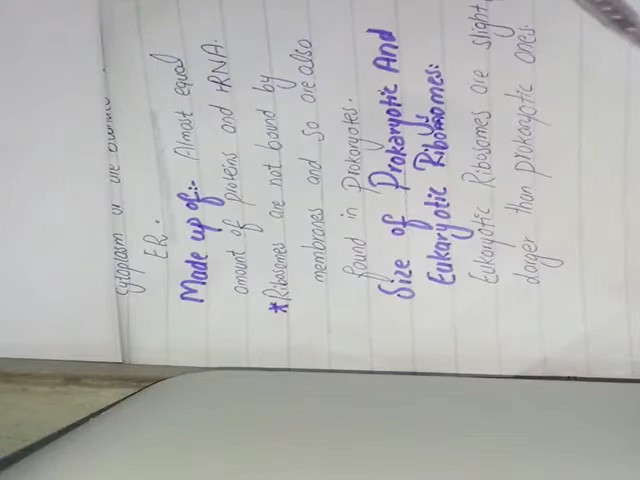 cytoplasm or are
ER.
Made up of:- Almost equal
amount of proteins and rRNA.
*Ribosomes are not bound by
membranes and so are also
found in prokaryotes.
Size of Prokaryotic And
Eukaryotic Ribosomes:
Eukaryotic Ribosomes are slightly
larger than prokaryotic ones.